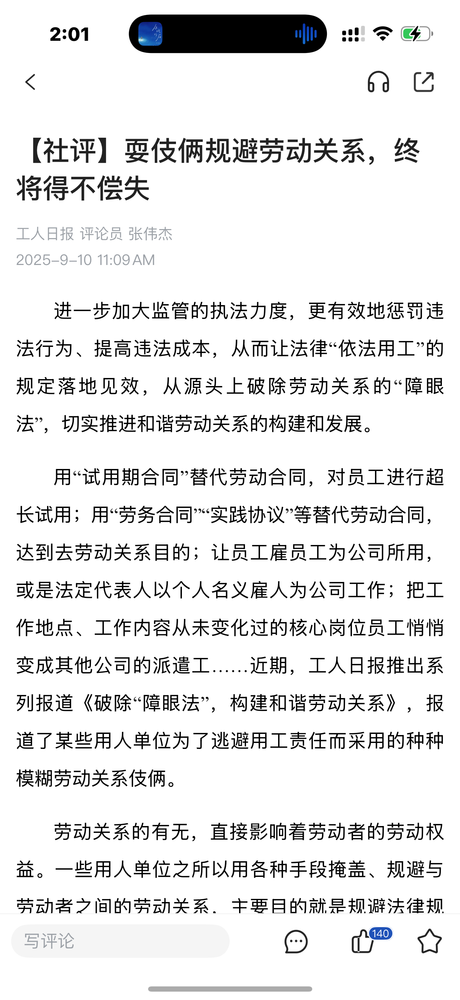 2:01
【社评】耍伎俩规避劳动关系，终
将得不偿失
工人日报 评论员 张伟杰
2025-9-10 11:09 AM
进一步加大监管的执法力度，更有效地惩罚违
法行为、提高违法成本，从而让法律“依法用工”的
规定落地见效，从源头上破除劳动关系的“障眼
法”，切实推进和谐劳动关系的构建和发展。
用“试用期合同”替代劳动合同，对员工进行超
长试用；用“劳务合同”“实践协议”等替代劳动合同，
达到去劳动关系目的；让员工雇员工为公司所用，
或是法定代表人以个人名义雇人为公司工作；把工
作地点、工作内容从未变化过的核心岗位员工悄悄
变成其他公司的派遣工……近期，工人日报推出系
列报道《破除“障眼法”，构建和谐劳动关系》，报
道了某些用人单位为了逃避用工责任而采用的种种
模糊劳动关系伎俩。
劳动关系的有无，直接影响着劳动者的劳动权
益。一些用人单位之所以用各种手段掩盖、规避与
劳动者之间的劳动关系，主要目的就是规避法律规
写评论
140